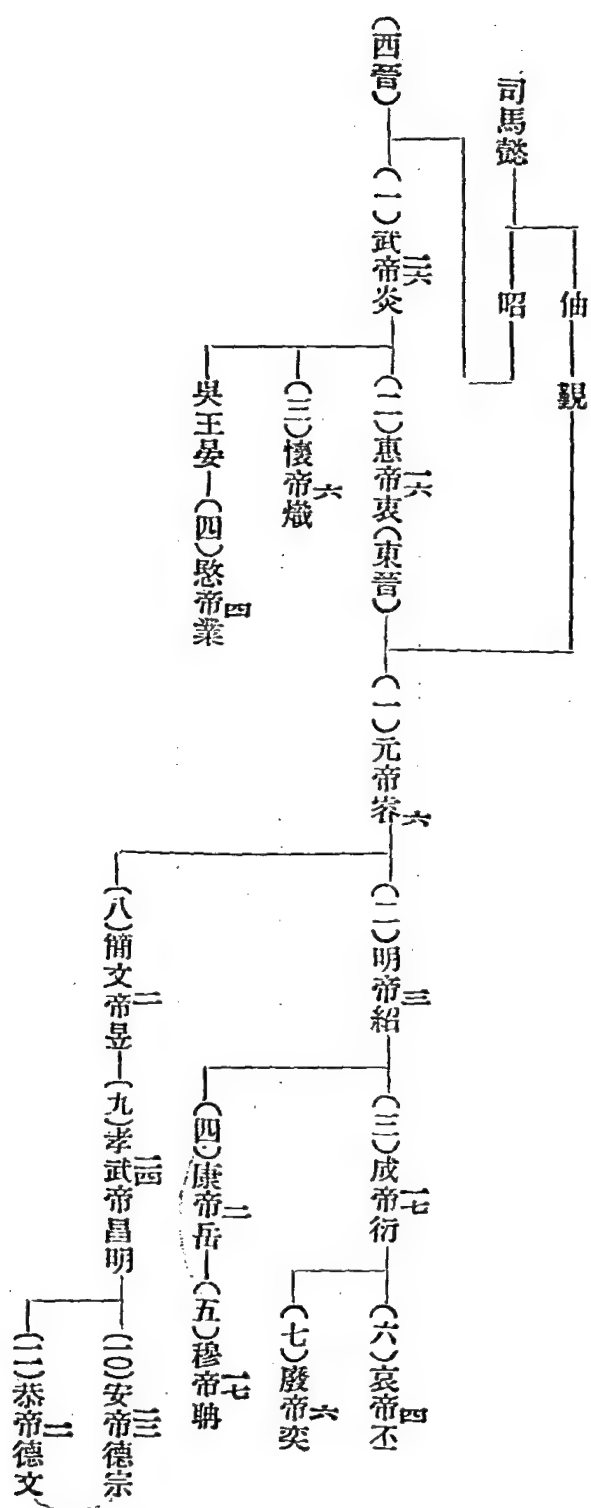 伷 覲
司馬懿 昭
(西晉)
(一)武帝炎 二六
(二)惠帝衷 一六
(三)懷帝熾 六
吳王晏
(四)愍帝業 四
(東晉)
(一)元帝睿 六
(二)明帝紹 三
(三)成帝衍 一七
(六)哀帝丕 四
(七)廢帝奕 六
(四)康帝岳 二
(五)穆帝聃 一七
(八)簡文帝昱 二
(九)孝武帝昌明 二四
(一〇)安帝德宗
(一一)恭帝德文 二